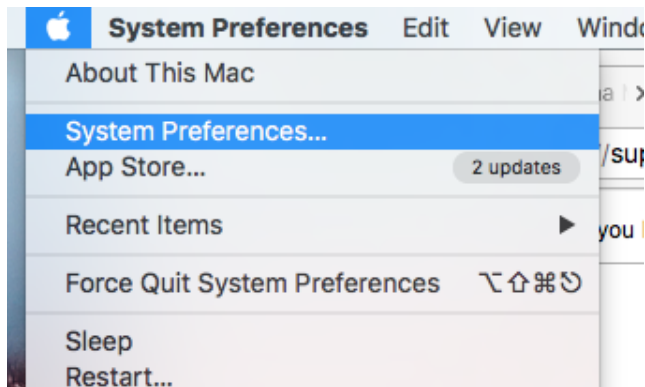 System Preferences Edit View
About This Mac
System Preferences...
App Store... 2 updates
Recent Items
you
Force Quit System Preferences ⌥⇧⌘⎋
Sleep
Restart...